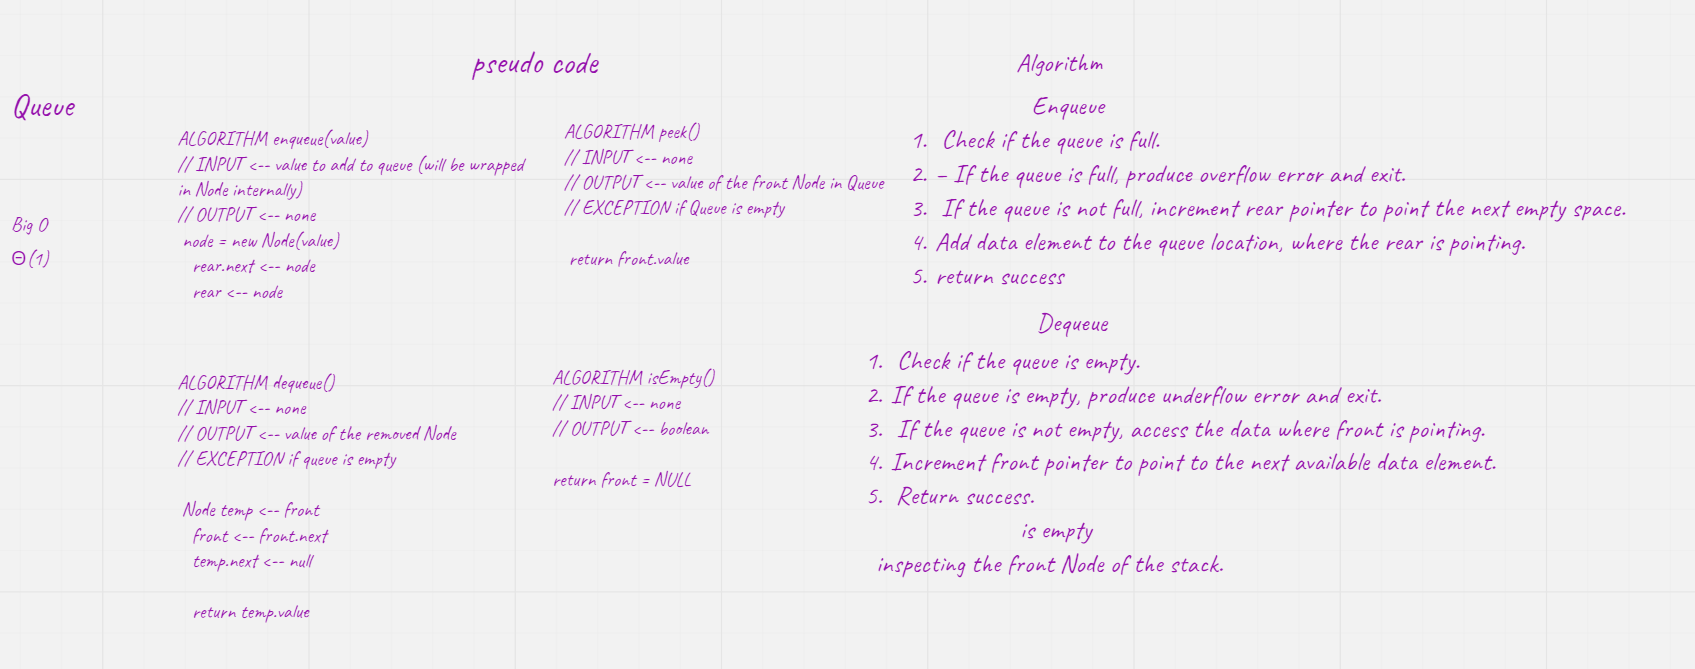 pseudo code
Queue
Big O
Θ(1)
ALGORITHM enqueue(value)
// INPUT <-- value to add to queue (will be wrapped
in Node internally)
// OUTPUT <-- none
node = new Node(value)
rear.next <-- node
rear <-- node
ALGORITHM peek()
// INPUT <-- none
// OUTPUT <-- value of the front Node in Queue
// EXCEPTION if Queue is empty
return front.value
ALGORITHM dequeue()
// INPUT <-- none
// OUTPUT <-- value of the removed Node
// EXCEPTION if queue is empty
Node temp <-- front
front <-- front.next
temp.next <-- null
return temp.value
ALGORITHM isEmpty()
// INPUT <-- none
// OUTPUT <-- boolean
return front = NULL
Algorithm
Enqueue
1. Check if the queue is full.
2. – If the queue is full, produce overflow error and exit.
3. If the queue is not full, increment rear pointer to point the next empty space.
4. Add data element to the queue location, where the rear is pointing.
5. return success
Dequeue
1. Check if the queue is empty.
2. If the queue is empty, produce underflow error and exit.
3. If the queue is not empty, access the data where front is pointing.
4. Increment front pointer to point to the next available data element.
5. Return success.
is empty
inspecting the front Node of the stack.